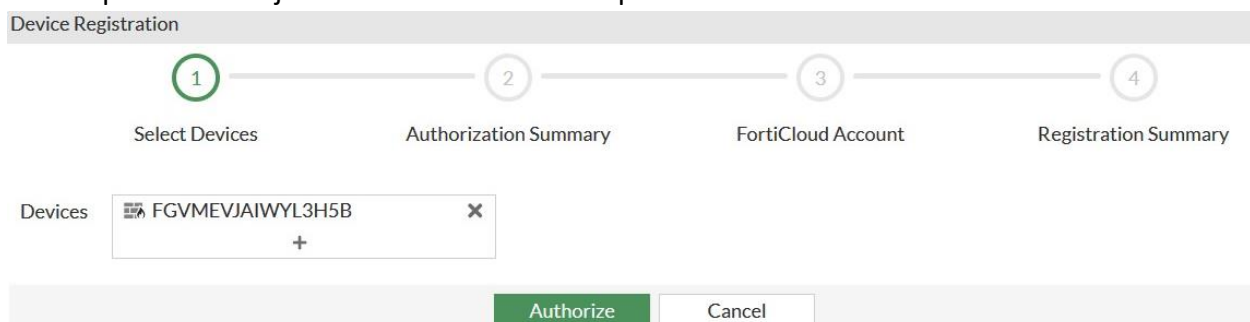 Device Registration
1 2 3 4
Select Devices Authorization Summary FortiCloud Account Registration Summary
Devices FGVMEVJAIWYL3H5B
+
Authorize Cancel